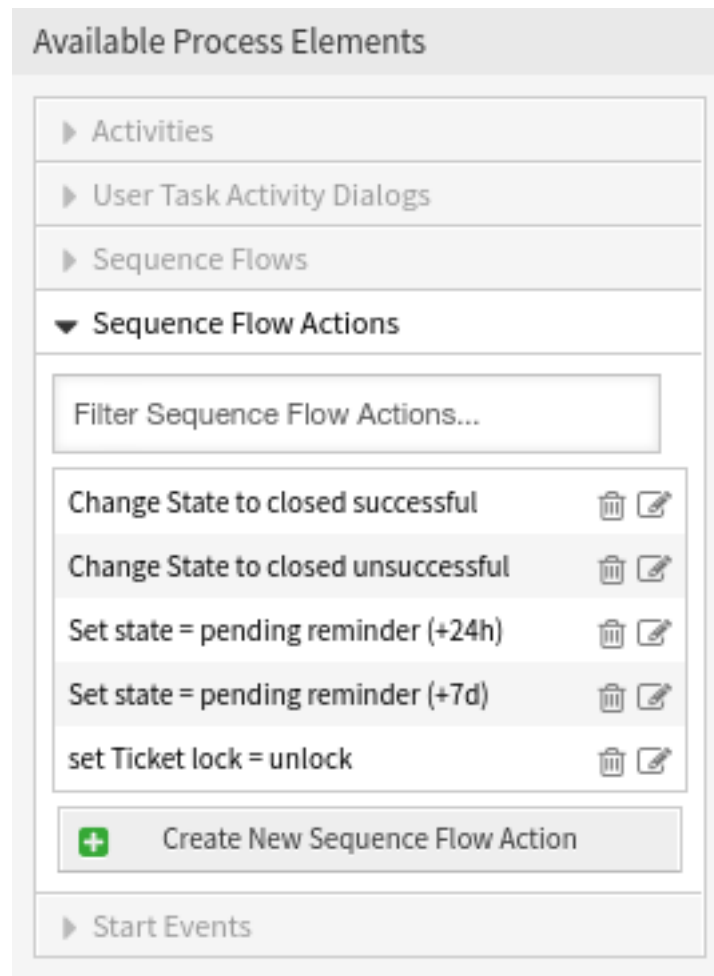 Available Process Elements
Activities
User Task Activity Dialogs
Sequence Flows
Sequence Flow Actions
Filter Sequence Flow Actions...
Change State to closed successful
Change State to closed unsuccessful
Set state = pending reminder (+24h)
Set state = pending reminder (+7d)
set Ticket lock = unlock
Create New Sequence Flow Action
Start Events